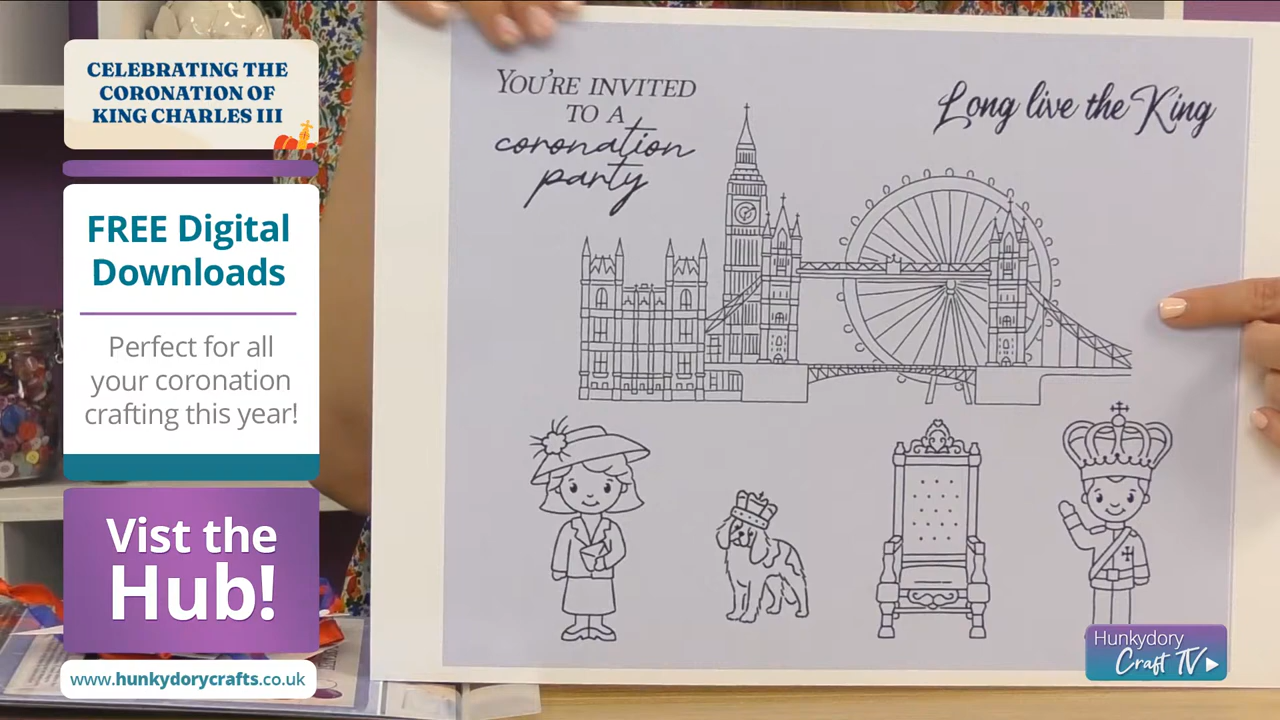 CELEBRATING THE
CORONATION OF
KING CHARLES III
FREE Digital
Downloads
Perfect for all
your coronation
crafting this year!
Vist the
Hub!
www.hunkydorycrafts.co.uk
YOU'RE INVITED
TO A
coronation
party
Long live the King
Hunkydory
Craft TV